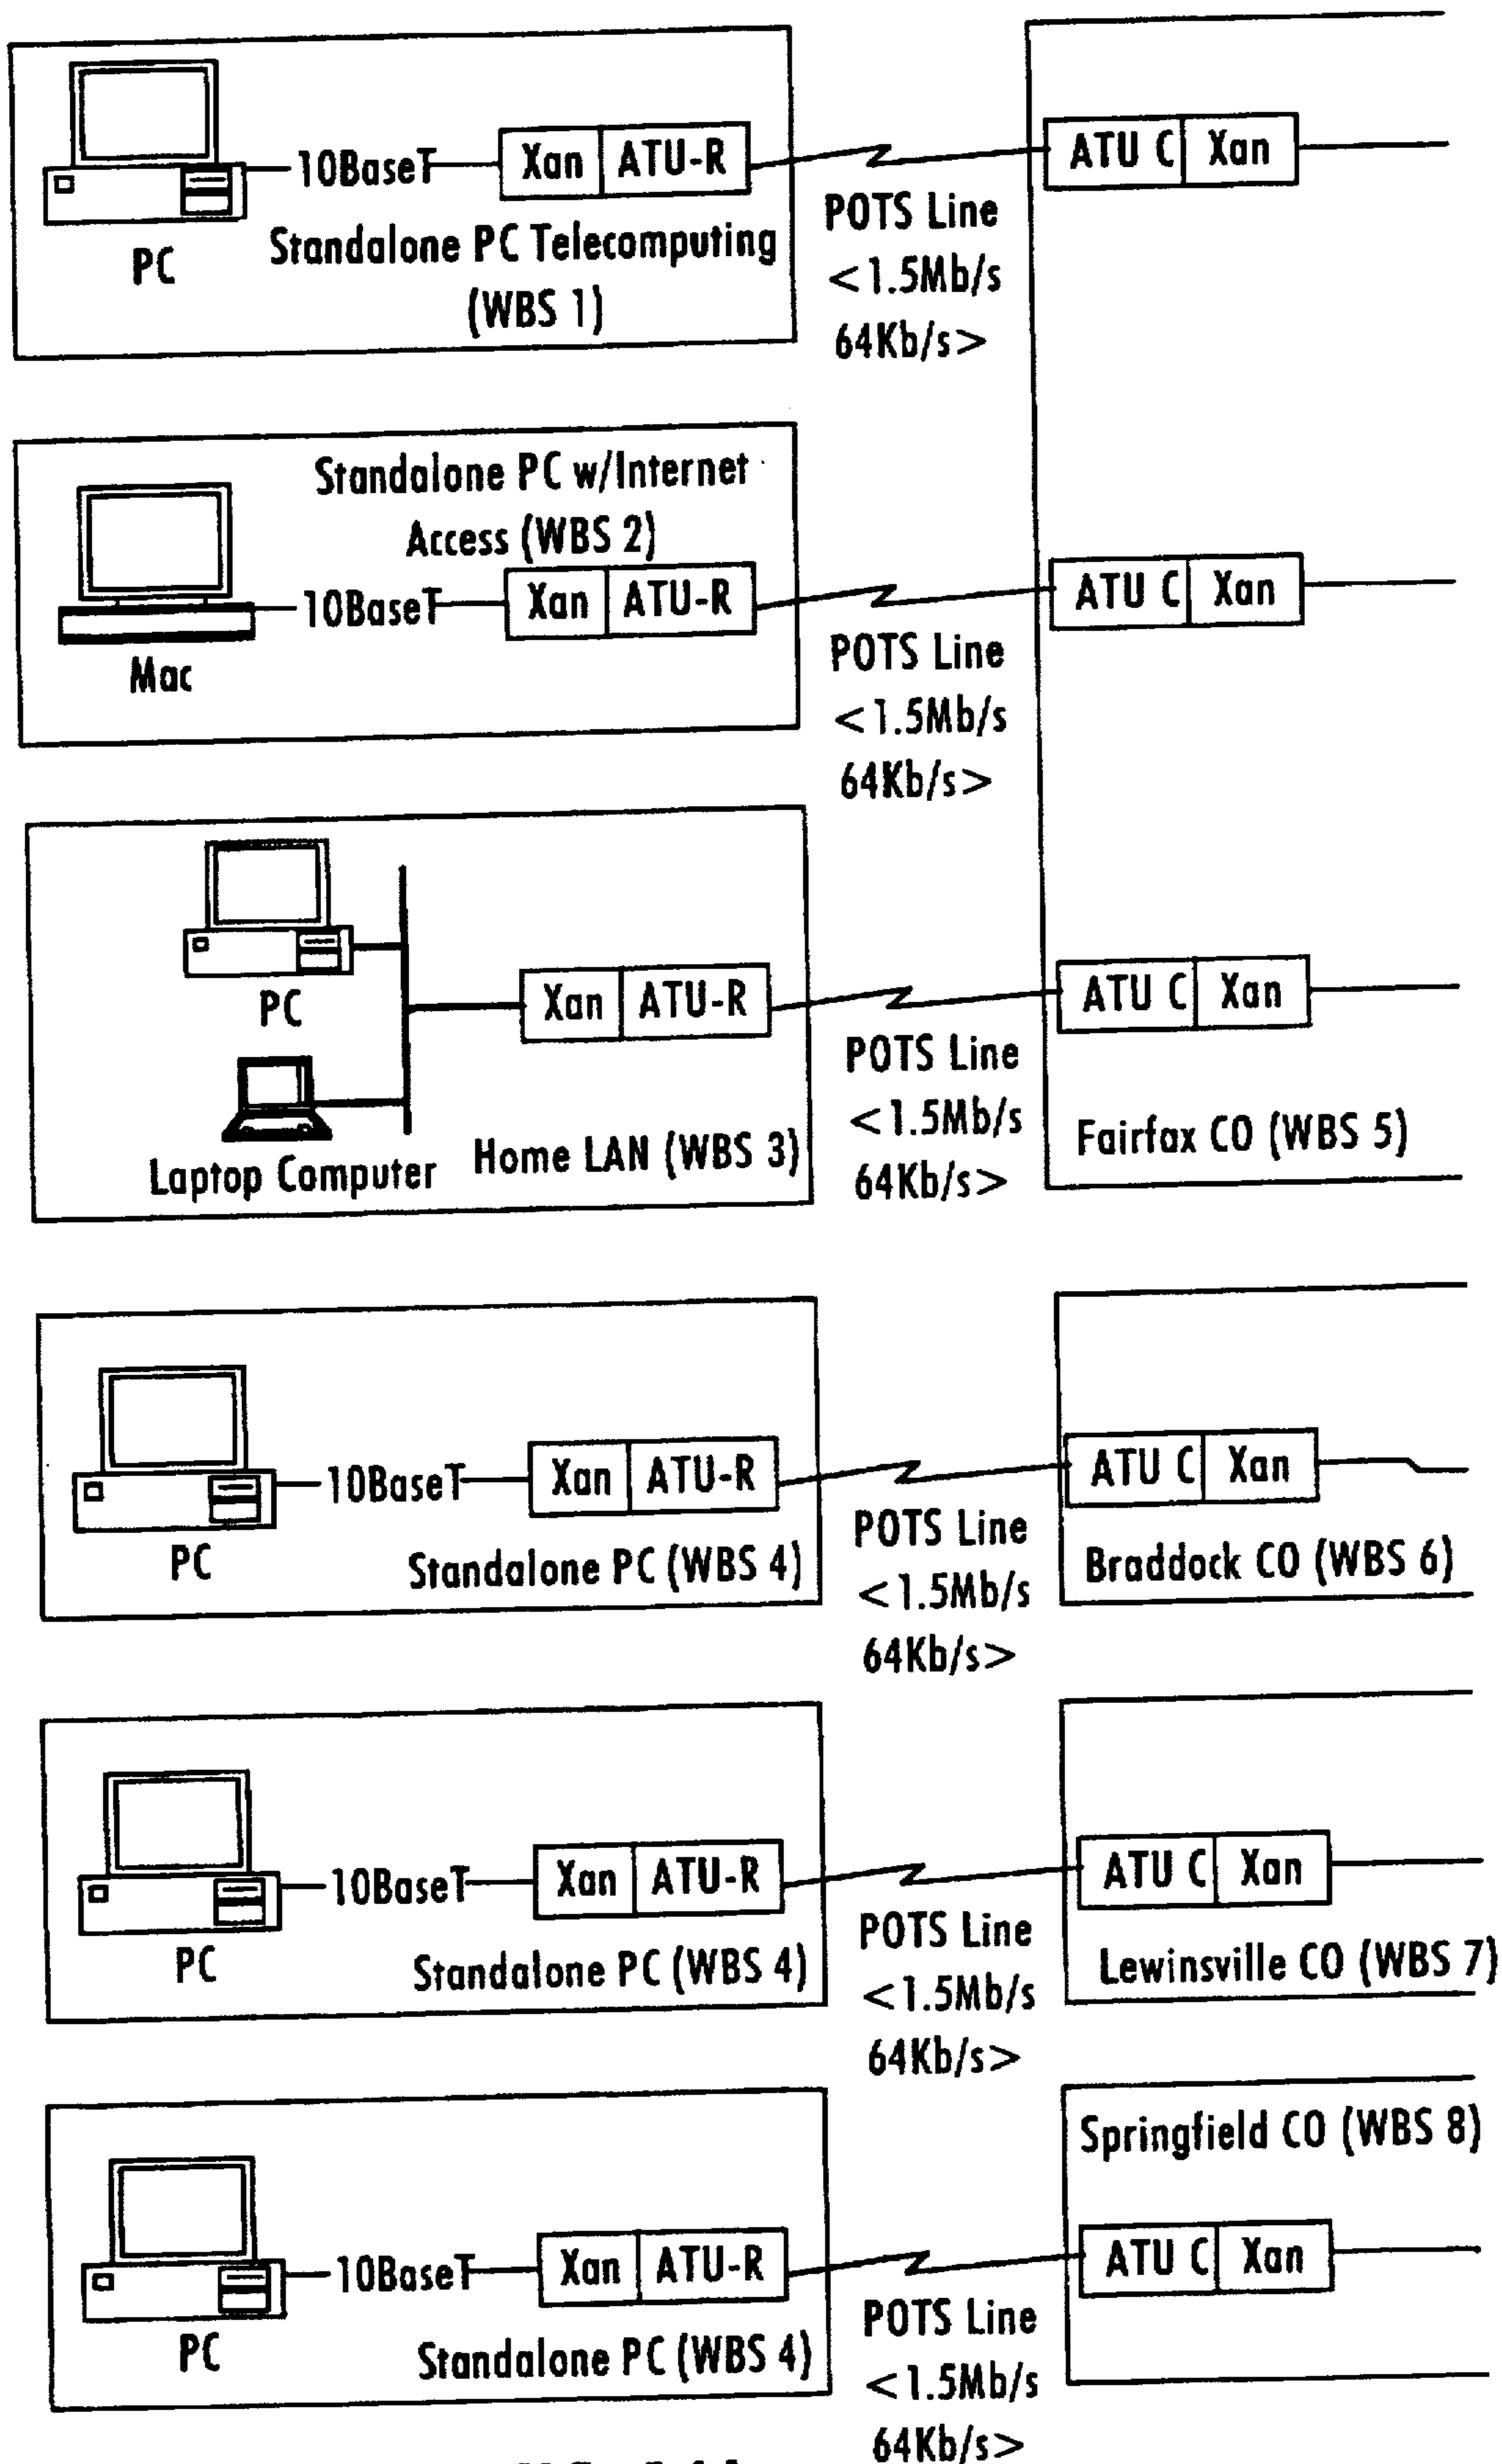 10BaseT
Xan ATU-R
ATU C Xan
PC
Standalone PC Telecomputing
(WBS 1)
POTS Line
<1.5Mb/s
64Kb/s>
Standalone PC w/Internet
Access (WBS 2)
10BaseT
Xan ATU-R
ATU C Xan
Mac
POTS Line
<1.5Mb/s
64Kb/s>
PC
Xan ATU-R
ATU C Xan
Laptop Computer
Home LAN (WBS 3)
POTS Line
<1.5Mb/s
64Kb/s>
Fairfax CO (WBS 5)
10BaseT
Xan ATU-R
ATU C Xan
PC
Standalone PC (WBS 4)
POTS Line
<1.5Mb/s
64Kb/s>
Braddock CO (WBS 6)
10BaseT
Xan ATU-R
ATU C Xan
PC
Standalone PC (WBS 4)
POTS Line
<1.5Mb/s
64Kb/s>
Lewinsville CO (WBS 7)
Springfield CO (WBS 8)
10BaseT
Xan ATU-R
ATU C Xan
PC
Standalone PC (WBS 4)
POTS Line
<1.5Mb/s
64Kb/s>